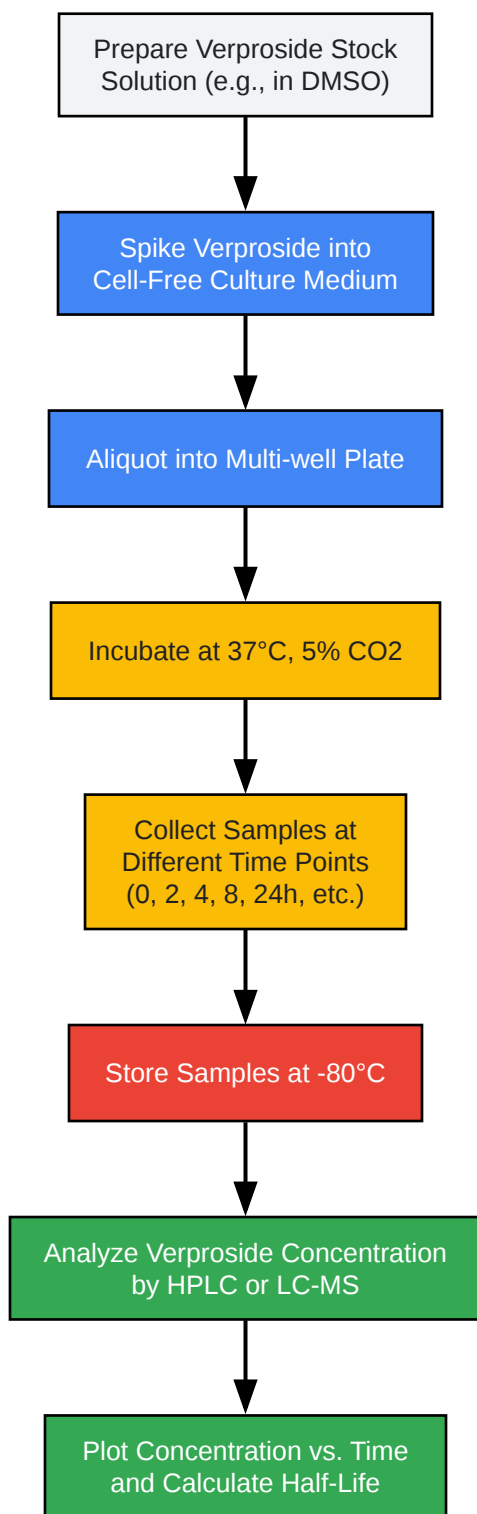 Prepare Verproside Stock
Solution (e.g., in DMSO)
Spike Verproside into
Cell-Free Culture Medium
Aliquot into Multi-well Plate
Incubate at 37°C, 5% CO2
Collect Samples at
Different Time Points
(0, 2, 4, 8, 24h, etc.)
Store Samples at -80°C
Analyze Verproside Concentration
by HPLC or LC-MS
Plot Concentration vs. Time
and Calculate Half-Life